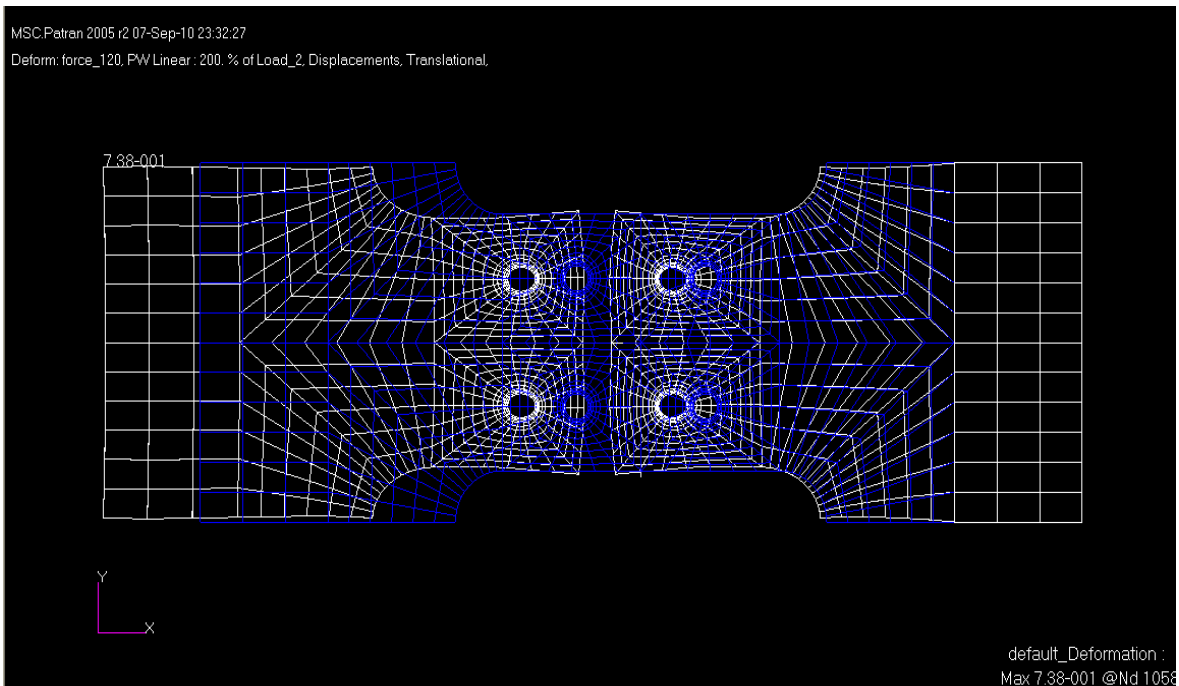 MSC.Patran 2005 r2 07-Sep-10 23:32:27
Deform: force_120, PW Linear : 200. % of Load_2, Displacements, Translational,
7.38-001
Y
X
default_Deformation :
Max 7.38-001 @Nd 1058